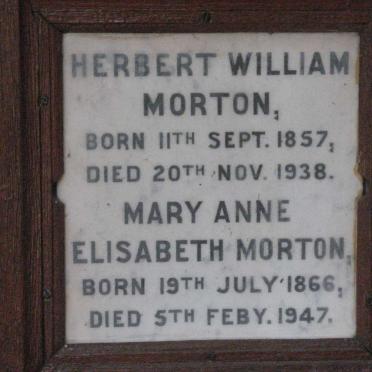 HERBERT WILLIAM
MORTON,
BORN 11TH SEPT. 1857,
DIED 20TH NOV. 1938.
MARY ANNE
ELISABETH MORTON,
BORN 19TH JULY 1866,
DIED 5TH FEBY. 1947.